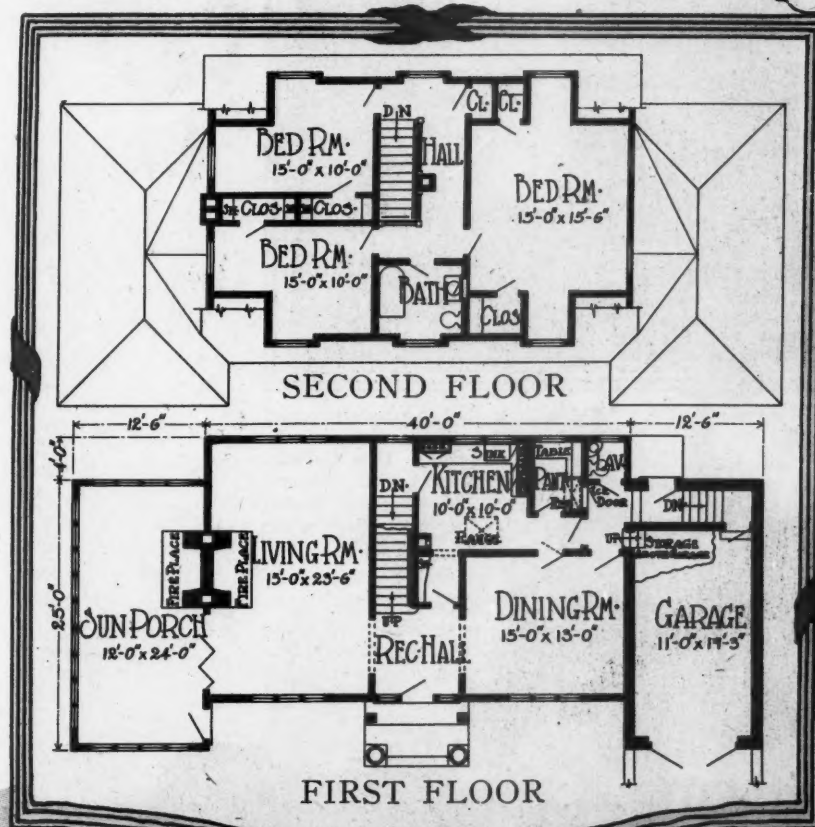 CL. CL.
DN
HALL
BED RM.
15'-0" x 10'-0"
BED RM.
15'-0" x 15'-6"
CLOS. CLOS.
BED RM.
15'-0" x 10'-0"
BATH
CLOS
SECOND FLOOR
12'-6" 40'-0" 12'-6"
4'-0"
SINK
TABLE
LAV.
DN.
KITCHEN
10'-0" x 10'-0"
PANT.
ICE DOOR
DN
RANGE
UP
STORAGE
FIREPLACE FIREPLACE
LIVING RM.
15'-0" x 23'-6"
25'-0"
SUN PORCH
12'-0" x 24'-0"
UP
DINING RM.
15'-0" x 13'-0"
GARAGE
11'-0" x 19'-3"
REC. HALL
FIRST FLOOR